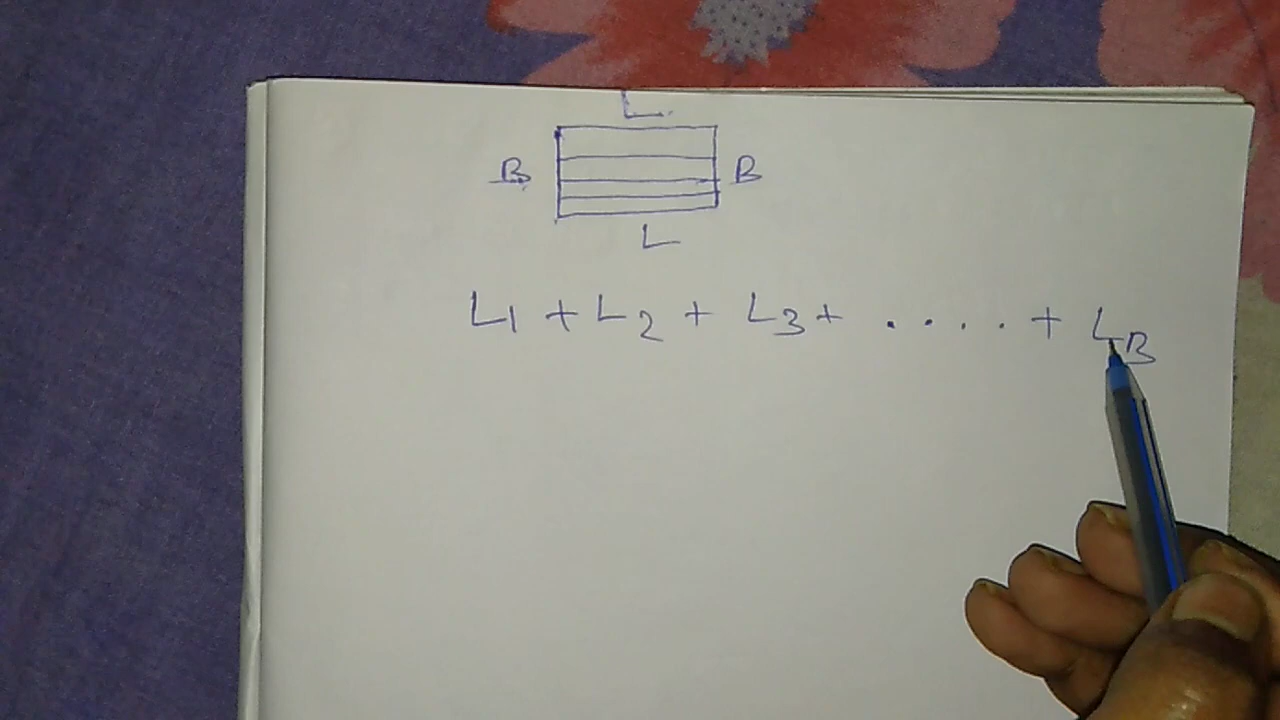 L
B B
L
L1 + L2 + L3 + ..... + LB